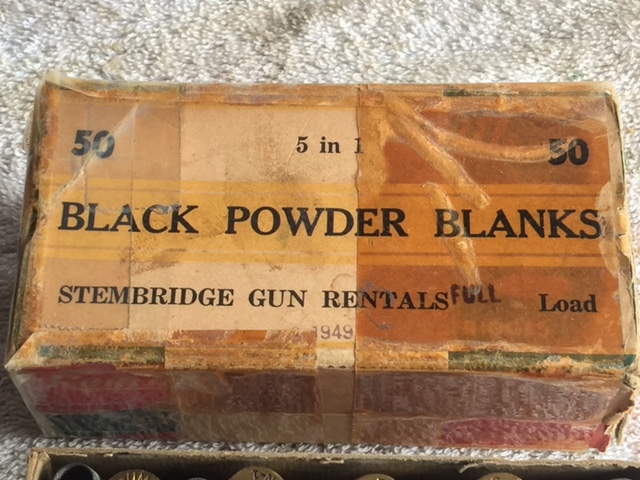 50 5 in 1 50
BLACK POWDER BLANKS
STEMBRIDGE GUN RENTALS FULL Load
1949